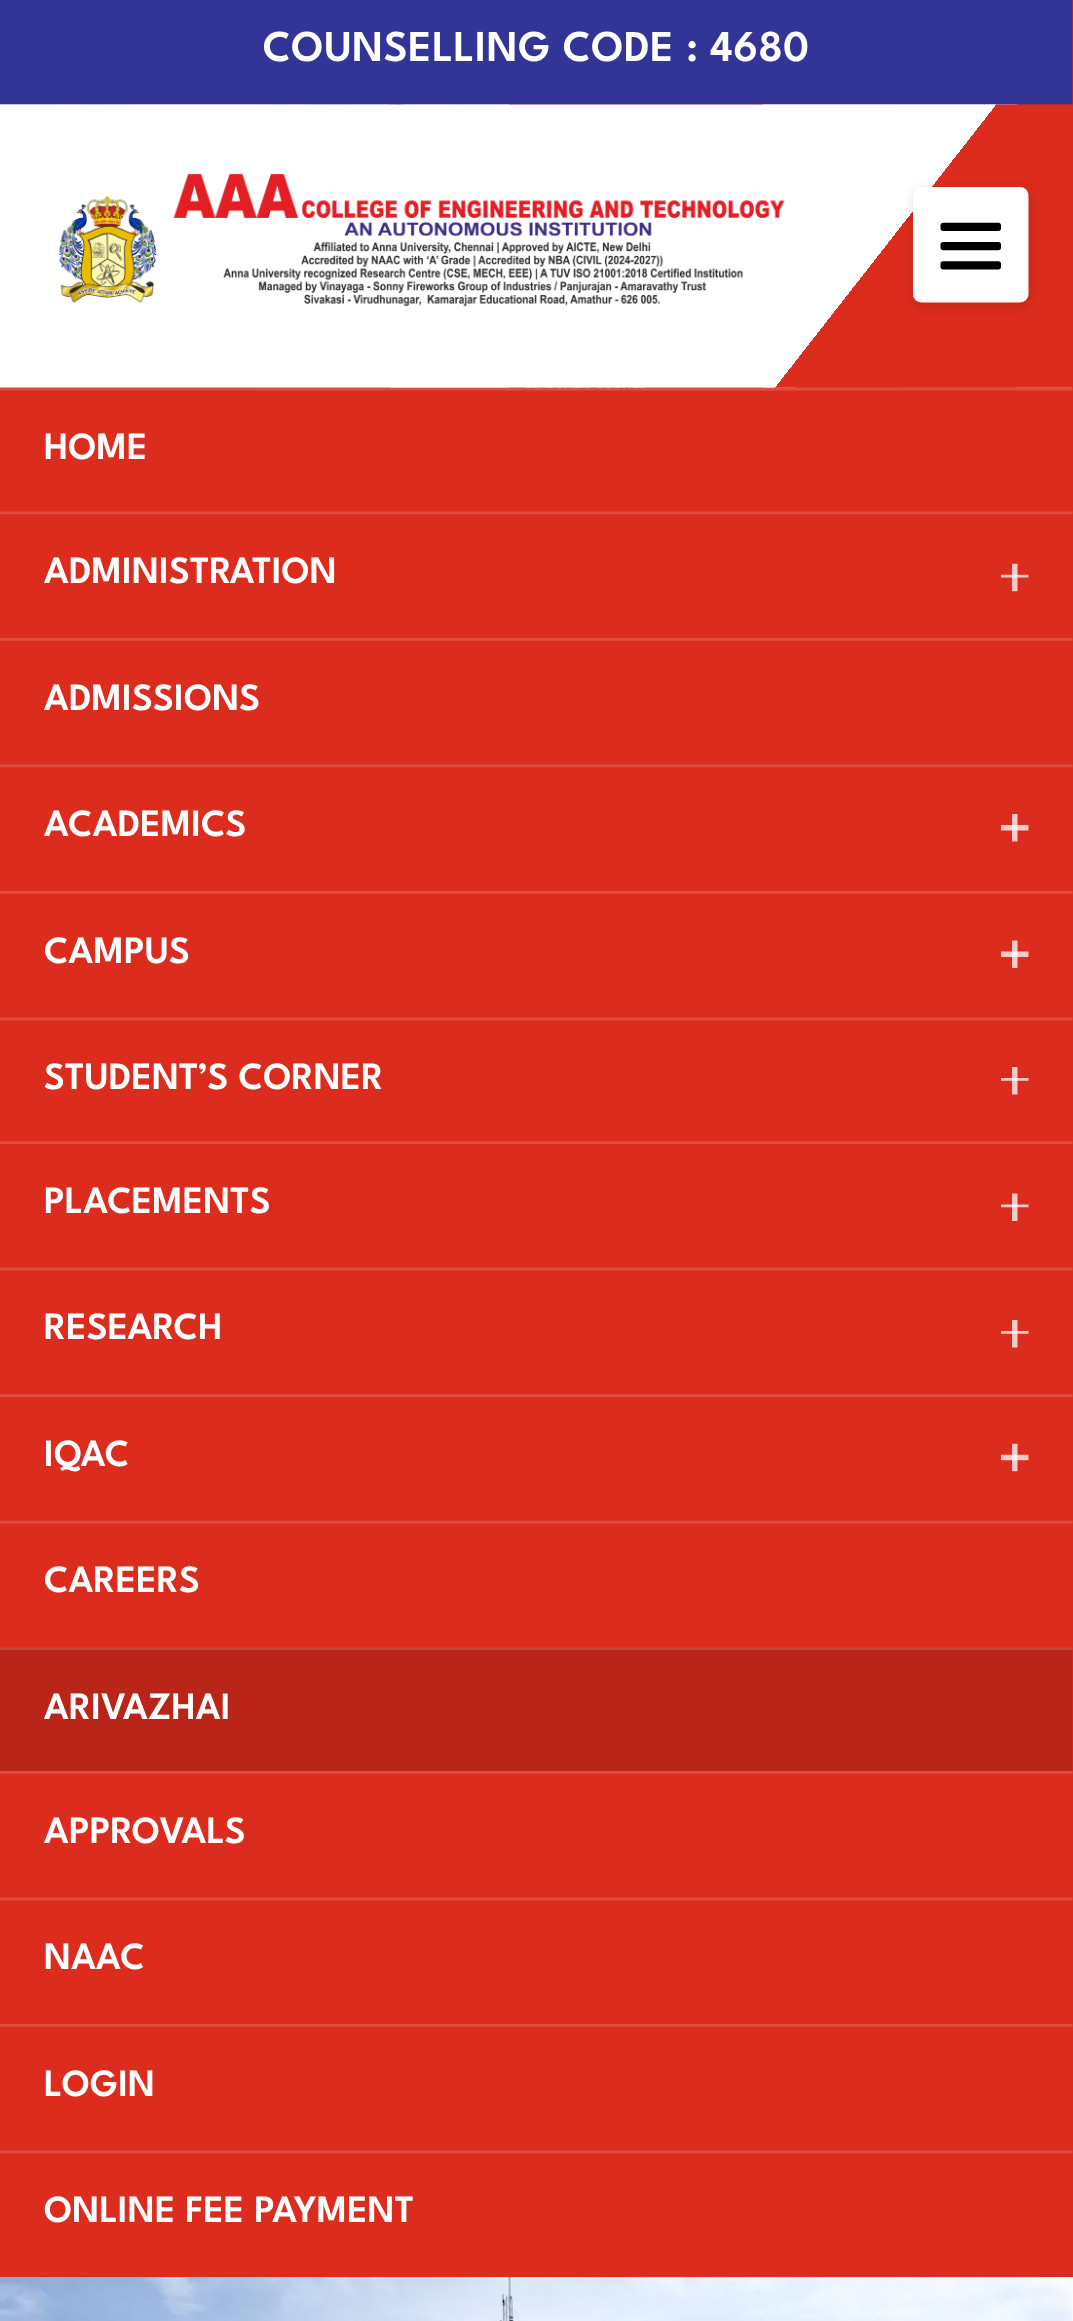 COUNSELLING CODE : 4680
AAA COLLEGE OF ENGINEERING AND TECHNOLOGY
AN AUTONOMOUS INSTITUTION
Affiliated to Anna University, Chennai | Approved by AICTE, New Delhi
Accredited by NAAC with 'A' Grade | Accredited by NBA (CIVIL (2024-2027))
Anna University recognized Research Centre (CSE, MECH, EEE) | A TUV ISO 21001:2018 Certified Institution
Managed by Vinayaga - Sonny Fireworks Group of Industries / Panjurajan - Amaravathy Trust
Sivakasi - Virudhunagar, Kamarajar Educational Road, Amathur - 626 005.
HOME
ADMINISTRATION
ADMISSIONS
ACADEMICS
CAMPUS
STUDENT’S CORNER
PLACEMENTS
RESEARCH
IQAC
CAREERS
ARIVAZHAI
APPROVALS
NAAC
LOGIN
ONLINE FEE PAYMENT